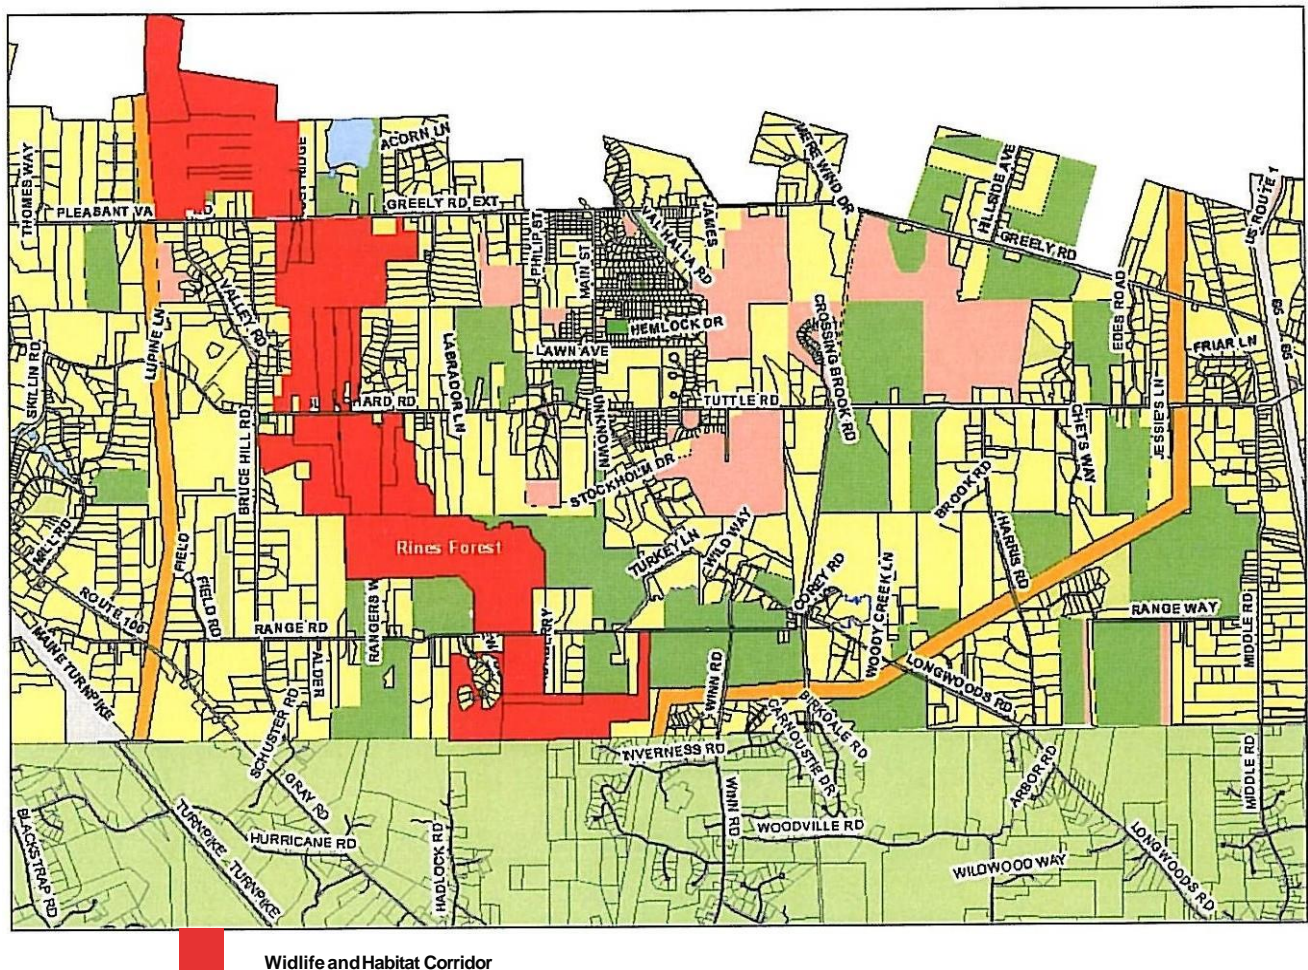 THOMES WAY
PLEASANT VA
RD
ACORN LN
GREELY RD EXT
PHILIP ST
MAIN ST
VAL HALLA RD
JAMES
MERE WIND DR
HILLSIDE AVE
GREELY RD
US ROUTE 1
VALLEY RD
LUPINE LN
SKILLIN RD
LABRADOR LN
LAWN AVE
HEMLOCK DR
CROSSING BROOK RD
EDES ROAD
FRIAR LN
JESSIE'S LN
HARD RD
TUTTLE RD
BRUCE HILL RD
UNKNOWN
STOCKHOLM DR
CHETS WAY
BROOK RD
HARRIS RD
MILL RD
Rines Forest
TURKEY LN
WILD WAY
COREY RD
WOODY CREEK LN
FIELD
FIELD RD
ROUTE 100
RANGE RD
RANGERS W
ALDER
RANGE WAY
MIDDLE RD
MAINE TURNPIKE
SCHUSTER RD
WINN RD
LONGWOODS RD
BIRKDALE RD
CARNOUSTIE DR
INVERNESS RD
ARBOR RD
MIDDLE RD
GRAY RD
TURNPIKE
TURNPIKE
HURRICANE RD
HADLOCK RD
BLACKSTRAP RD
WINN RD
WOODVILLE RD
WILDWOOD WAY
LONGWOODS RD
Widlife and Habitat Corridor